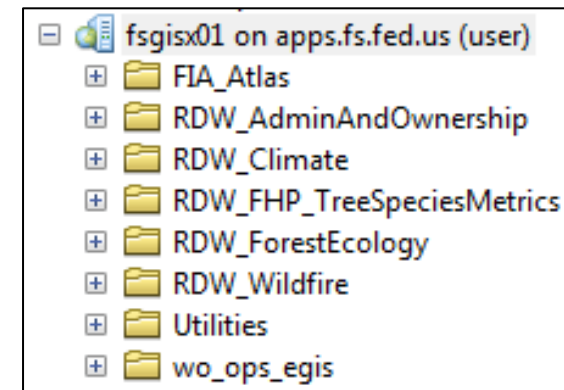 fsgisx01 on apps.fs.fed.us (user)
FIA_Atlas
RDW_AdminAndOwnership
RDW_Climate
RDW_FHP_TreeSpeciesMetrics
RDW_ForestEcology
RDW_Wildfire
Utilities
wo_ops_egis